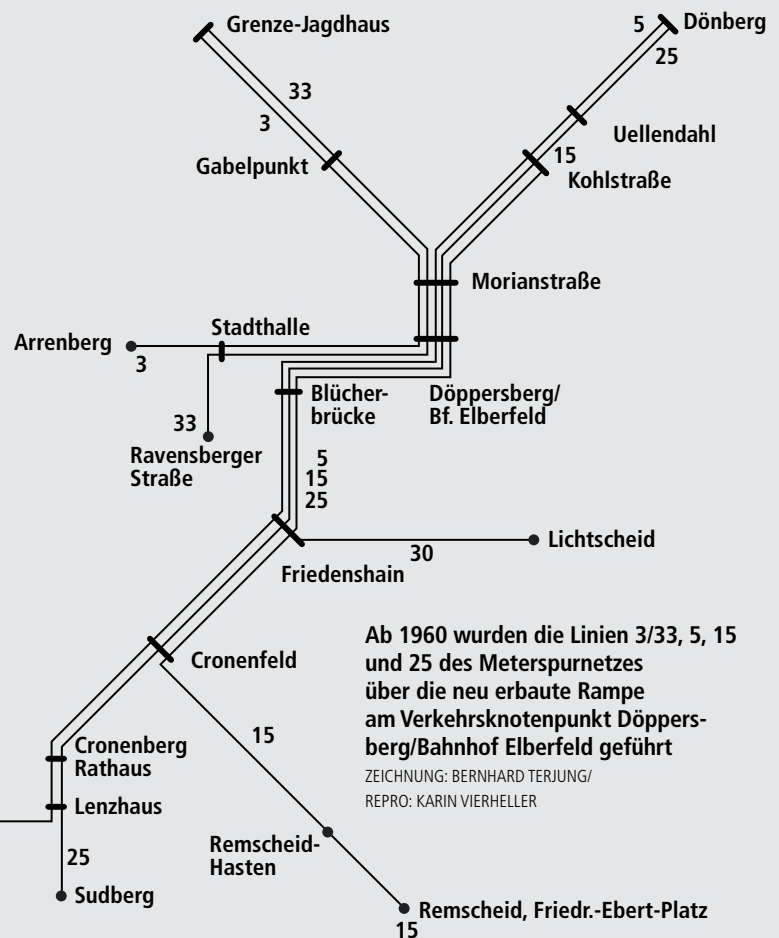 Grenze-Jagdhaus
5
Dönberg
25
33
3
Uellendahl
15
Gabelpunkt
Kohlstraße
Morianstraße
Stadthalle
Arrenberg
3
Blücher-
brücke
Döppersberg/
Bf. Elberfeld
33
Ravensberger
Straße
5
15
25
Lichtscheid
30
Friedenshain
Cronenfeld
Ab 1960 wurden die Linien 3/33, 5, 15
und 25 des Meterspurnetzes
über die neu erbaute Rampe
am Verkehrsknotenpunkt Döppers-
berg/Bahnhof Elberfeld geführt
ZEICHNUNG: BERNHARD TERJUNG/
REPRO: KARIN VIERHELLER
15
Cronenberg
Rathaus
Lenzhaus
25
Remscheid-
Hasten
Sudberg
Remscheid, Friedr.-Ebert-Platz
15